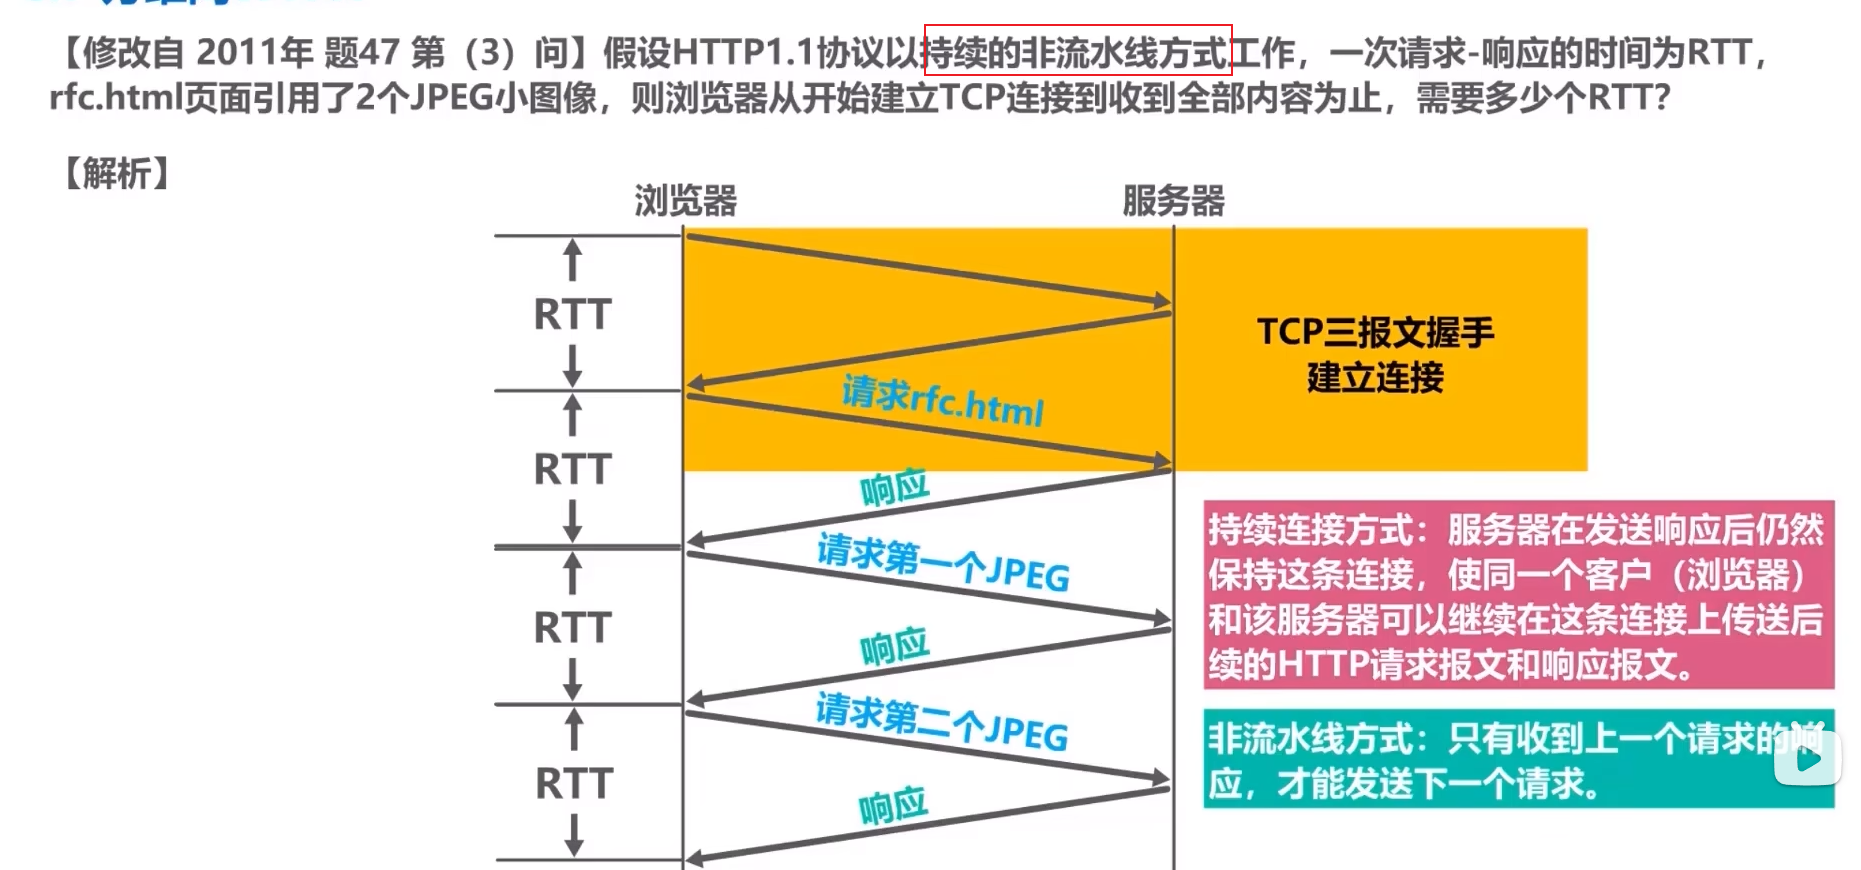 【修改自 2011年 题47 第（3）问】假设HTTP1.1协议以持续的非流水线方式工作，一次请求-响应的时间为RTT，
rfc.html页面引用了2个JPEG小图像，则浏览器从开始建立TCP连接到收到全部内容为止，需要多少个RTT？
【解析】
浏览器
服务器
RTT
TCP三报文握手
建立连接
请求rfc.html
RTT
响应
持续连接方式：服务器在发送响应后仍然
保持这条连接，使同一个客户（浏览器）
和该服务器可以继续在这条连接上传送后
续的HTTP请求报文和响应报文。
请求第一个JPEG
RTT
响应
请求第二个JPEG
非流水线方式：只有收到上一个请求的响
应，才能发送下一个请求。
RTT
响应